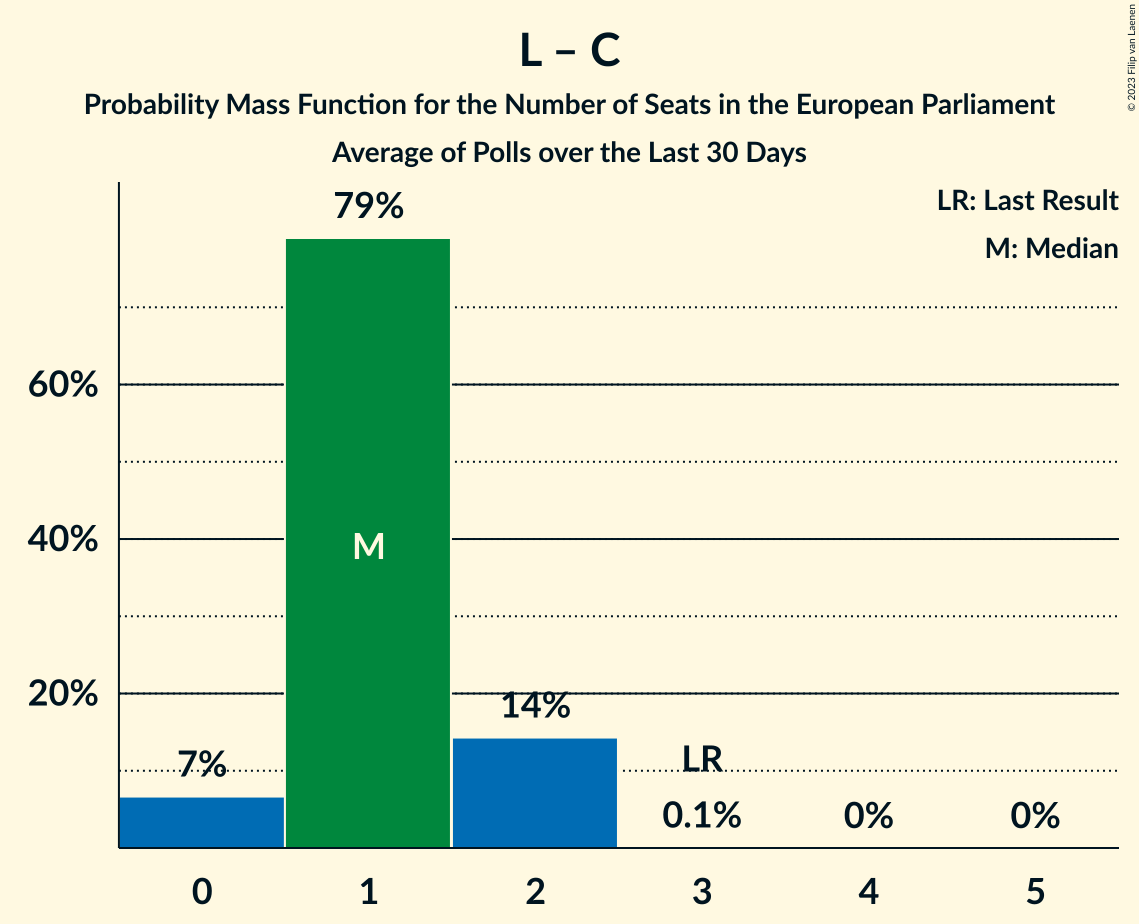 L – C
Probability Mass Function for the Number of Seats in the European Parliament
Average of Polls over the Last 30 Days
© 2023 Filip van Laenen
LR: Last Result
M: Median
79%
60%
40%
M
20%
14%
7%
LR
0.1%
0%
0%
0
1
2
3
4
5